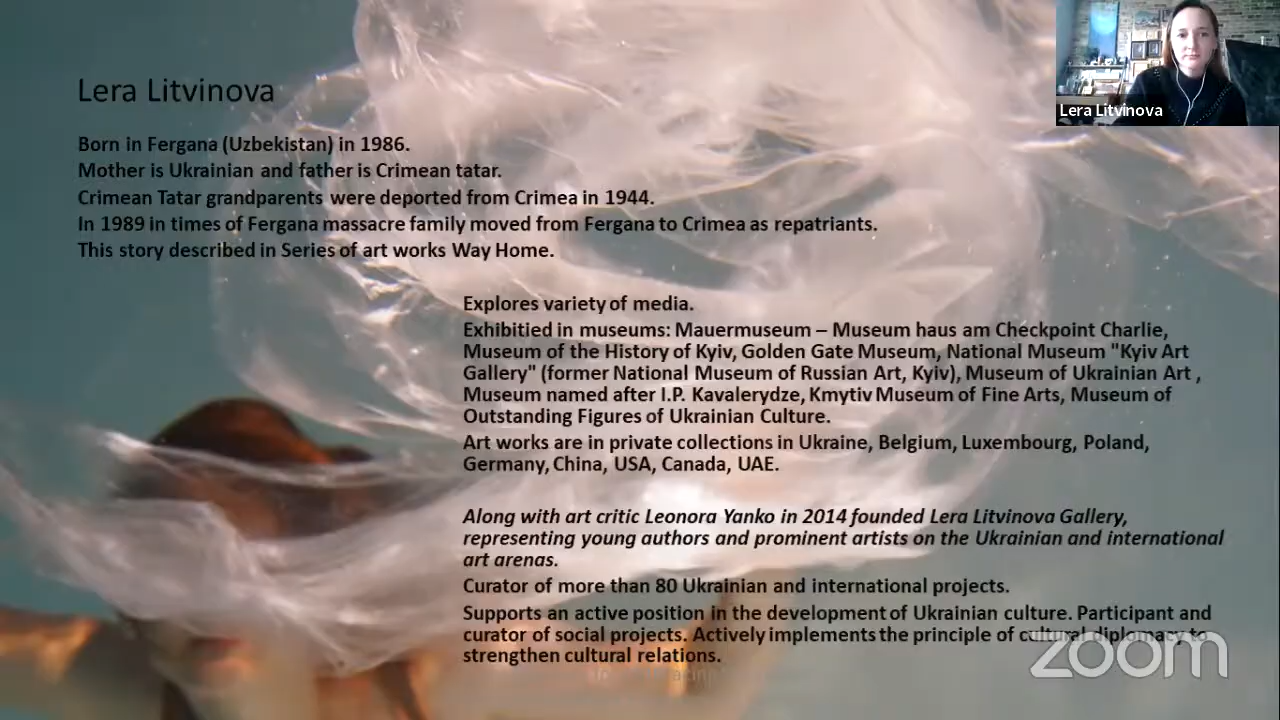 Lera Litvinova
Lera Litvinova
Born in Fergana (Uzbekistan) in 1986.
Mother is Ukrainian and father is Crimean tatar.
Crimean Tatar grandparents were deported from Crimea in 1944.
In 1989 in times of Fergana massacre family moved from Fergana to Crimea as repatriants.
This story described in Series of art works Way Home.
Explores variety of media.
Exhibitied in museums: Mauermuseum – Museum haus am Checkpoint Charlie,
Museum of the History of Kyiv, Golden Gate Museum, National Museum "Kyiv Art
Gallery" (former National Museum of Russian Art, Kyiv), Museum of Ukrainian Art ,
Museum named after I.P. Kavalerydze, Kmytiv Museum of Fine Arts, Museum of
Outstanding Figures of Ukrainian Culture.
Art works are in private collections in Ukraine, Belgium, Luxembourg, Poland,
Germany, China, USA, Canada, UAE.
Along with art critic Leonora Yanko in 2014 founded Lera Litvinova Gallery,
representing young authors and prominent artists on the Ukrainian and international
art arenas.
Curator of more than 80 Ukrainian and international projects.
Supports an active position in the development of Ukrainian culture. Participant and
curator of social projects. Actively implements the principle of cultural diplomacy to
strengthen cultural relations.
zoom